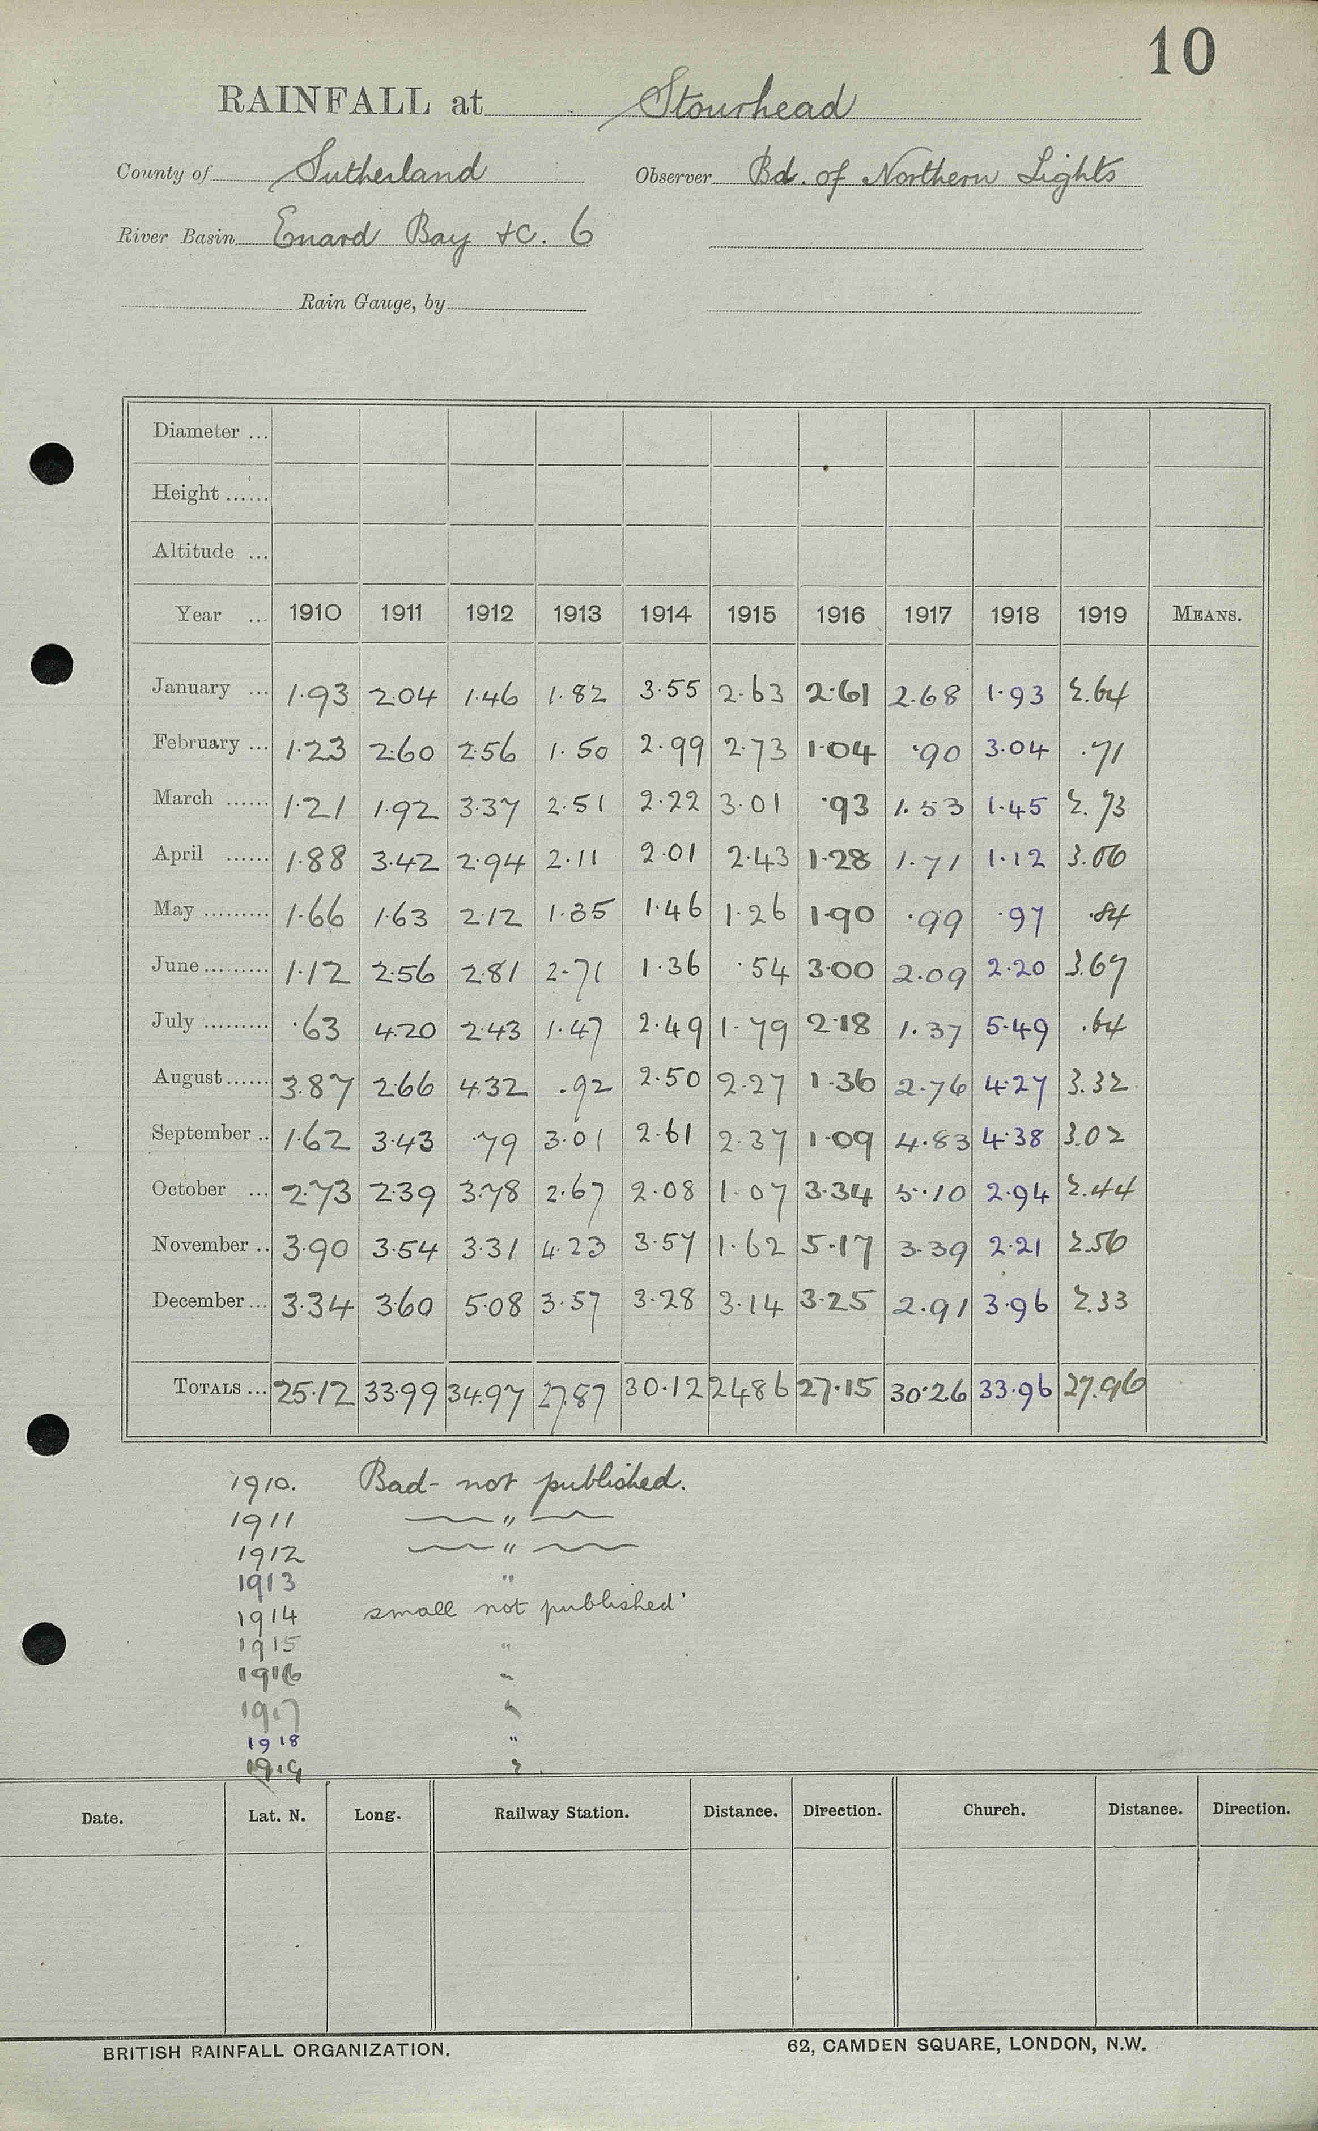 10
RAINFALL at Stourhead
County of Sutherland Observer Bd. of Northern Lights
River Basin Enard Bay &C. 6
Rain Gauge, by
Diameter ...
Height ......
Altitude ...
Year ... 1910 1911 1912 1913 1914 1915 1916 1917 1918 1919 MEANS.
January ... 1.93 2.04 1.46 1.82 3.55 2.63 2.61 2.68 1.93 2.64
February ... 1.23 2.60 2.56 1.50 2.99 2.73 1.04 .90 3.04 .71
March ...... 1.21 1.92 3.37 2.51 2.22 3.01 .93 1.53 1.45 2.73
April ...... 1.88 3.42 2.94 2.11 2.01 2.43 1.28 1.71 1.12 3.06
May ......... 1.66 1.63 2.12 1.35 1.46 1.26 1.90 .99 .97 .84
June ......... 1.12 2.56 2.81 2.71 1.36 .54 3.00 2.09 2.20 3.67
July ......... .63 4.20 2.43 1.47 2.49 1.79 2.18 1.37 5.49 .64
August ...... 3.87 2.66 4.32 .92 2.50 2.27 1.36 2.76 4.27 3.32
September .. 1.62 3.43 .79 3.01 2.61 2.37 1.09 4.83 4.38 3.02
October ... 2.73 2.39 3.78 2.67 2.08 1.07 3.34 5.10 2.94 2.44
November .. 3.90 3.54 3.31 4.23 3.57 1.62 5.17 3.39 2.21 2.56
December ... 3.34 3.60 5.08 3.57 3.28 3.14 3.25 2.91 3.96 2.33
TOTALS ... 25.12 33.99 34.97 27.87 30.12 24.86 27.15 30.26 33.96 27.96
1910. Bad - not published.
1911 "
1912 "
1913 "
1914 small not published
1915 "
1916 "
1917 "
1918 "
1919 "
Date. Lat. N. Long. Railway Station. Distance. Direction. Church. Distance. Direction.
BRITISH RAINFALL ORGANIZATION. 62, CAMDEN SQUARE, LONDON, N.W.